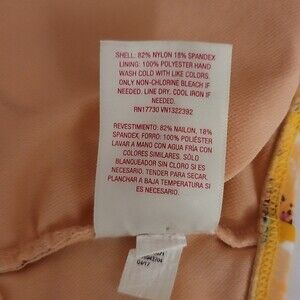 SHELL: 82% NYLON 18% SPANDEX
LINING: 100% POLYESTER HAND
WASH COLD WITH LIKE COLORS.
ONLY NON-CHLORINE BLEACH IF
NEEDED. LINE DRY. COOL IRON IF
NEEDED.
RN17730 VN1322392
REVESTIMIENTO: 82% NAILON, 18%
SPANDEX, FORRO: 100% POLIÉSTER
LAVAR A MANO CON AGUA FRIA CON
COLORES SIMILARES. SÓLO
BLANQUEADOR SIN CLORO SI ES
NECESARIO. TENDER PARA SECAR.
PLANCHAR A BAJA TEMPERATURA SI
ES NECESARIO.